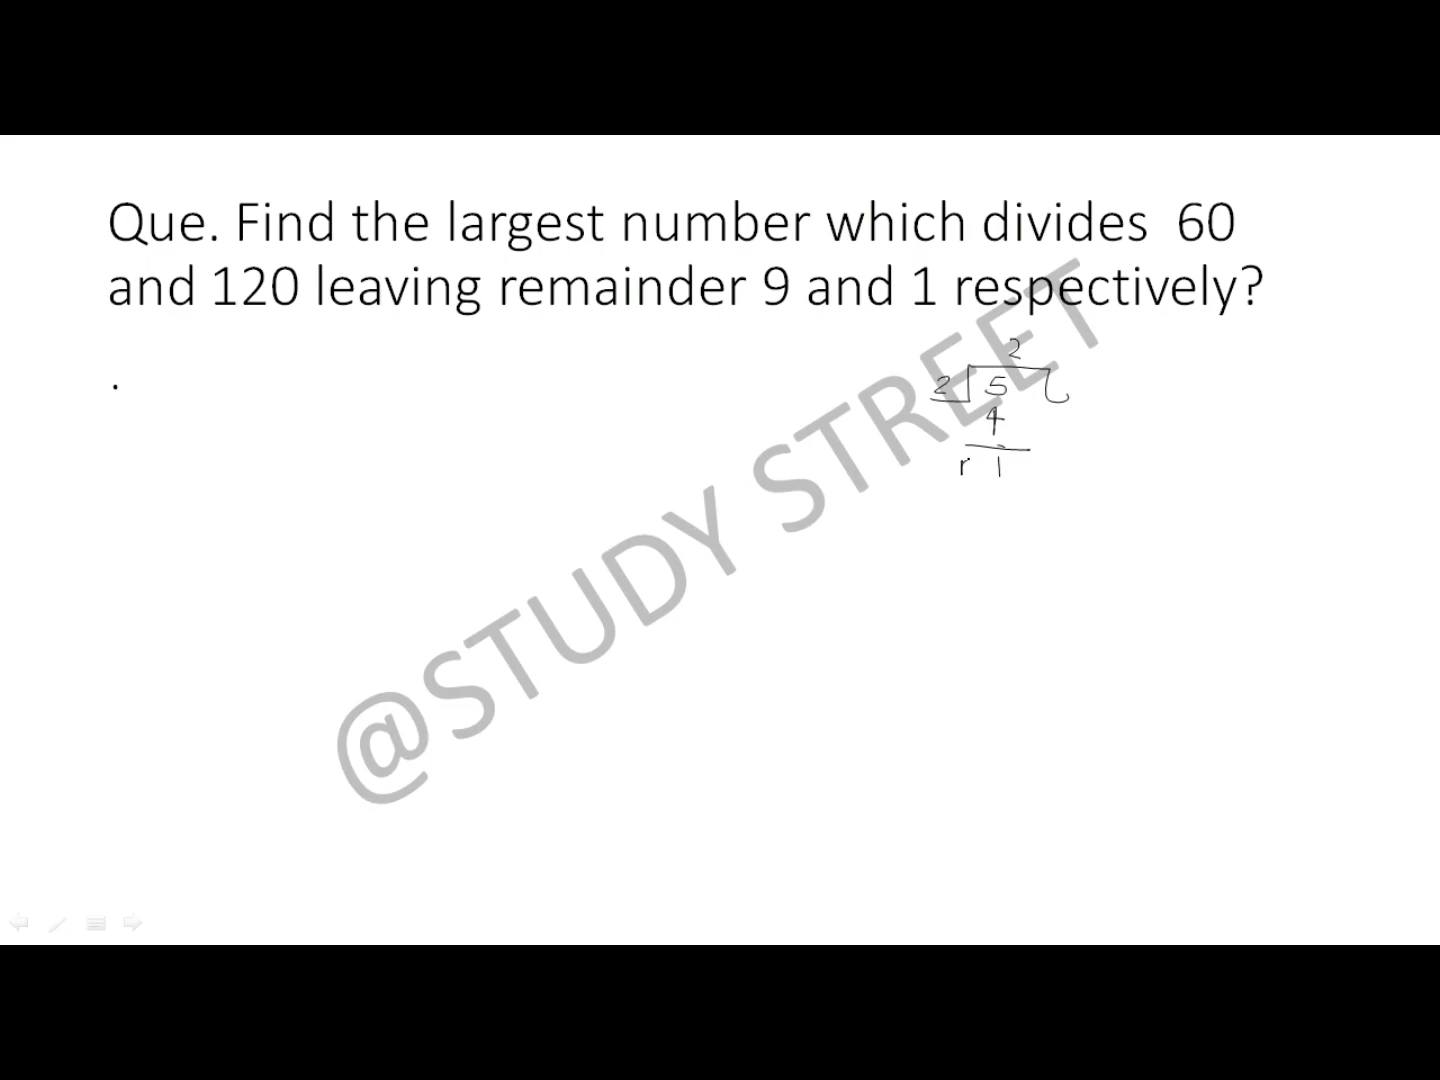 Que. Find the largest number which divides 60
and 120 leaving remainder 9 and 1 respectively?
.
2
2 5
4
r 1
@STUDY STREET